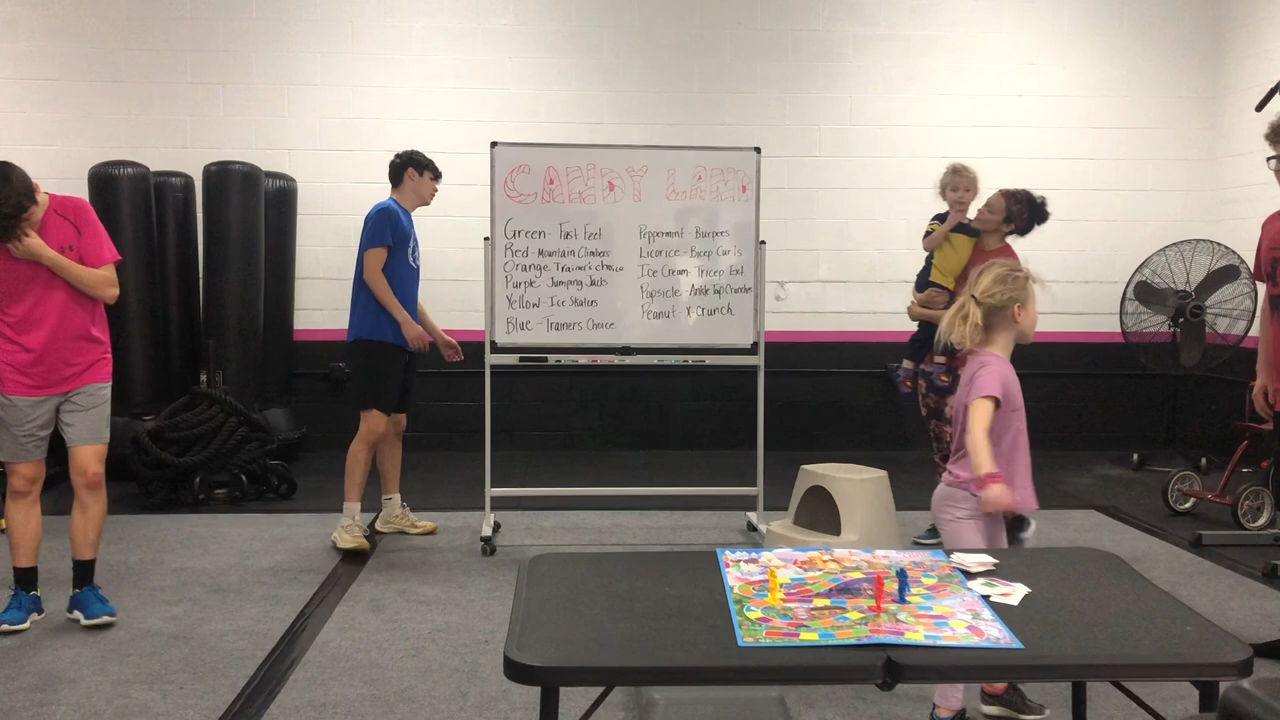 CANDY LAND
Green - Fast Feet
Red - Mountain Climbers
Orange Trainer's choice
Purple - Jumping Jacks
Yellow - Ice Skaters
Blue - Trainers Choice
Peppermint - Burpees
Licorice - Bicep Curls
Ice Cream - Tricep Ext
Popsicle - Ankle Tap Crunches
Peanut - X-Crunch